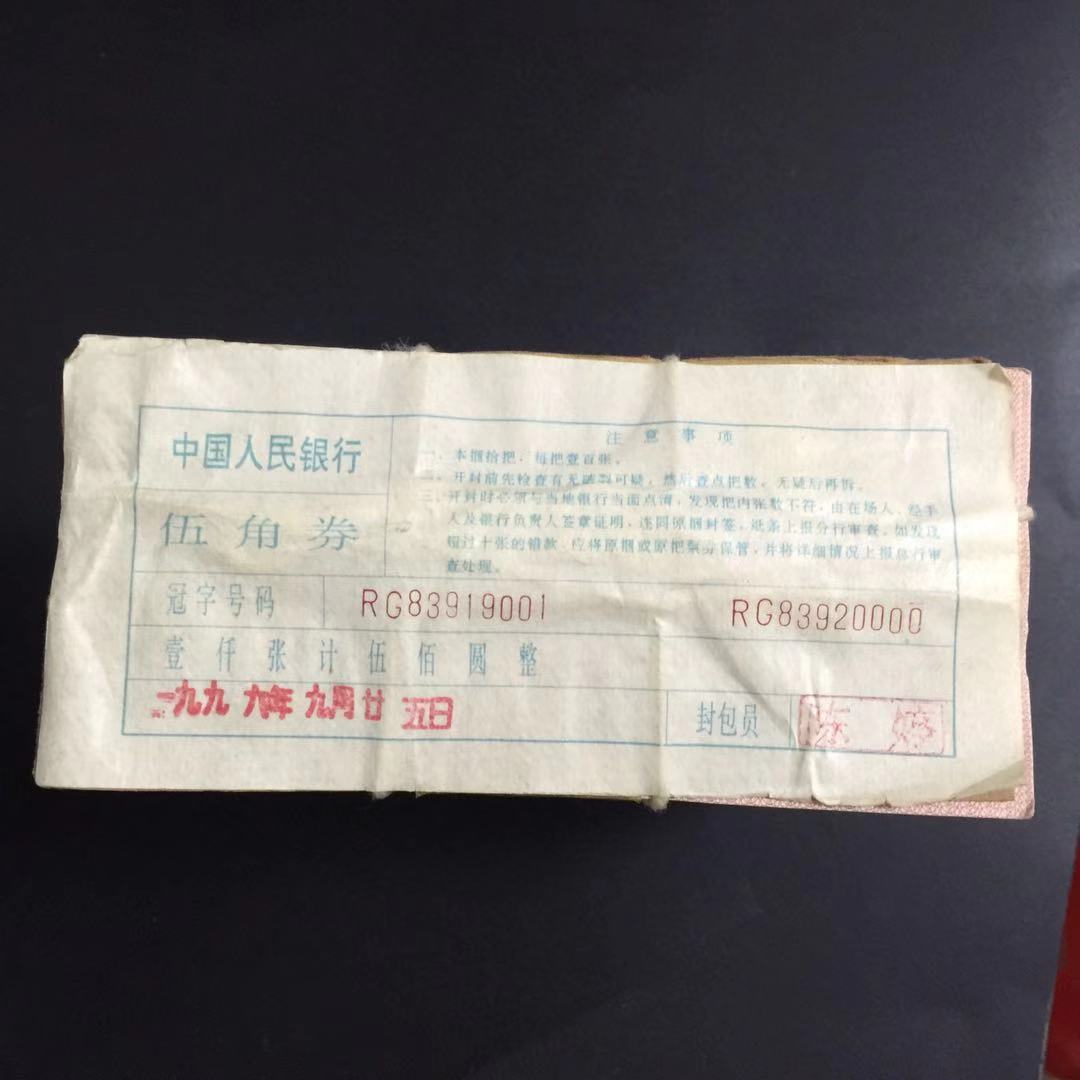 中国人民银行
伍角券
注意事项
一、本捆拾把，每把壹百张。
二、开封前先检查有无破裂可疑，然后查点把数，无疑后再拆。
三、开封时必须与当地银行当面点清，发现把内张数不符，由在场人、经手
人及银行负责人签章证明，连同原捆封签，纸条上报分行审查。如发现
超过十张的错款，应将原捆或原把票券保管，并将详细情况上报总行审
查处理。
冠字号码 RG83919001 RG83920000
壹仟张计伍佰圆整
一九九六年九月廿五日 封包员 陈婷